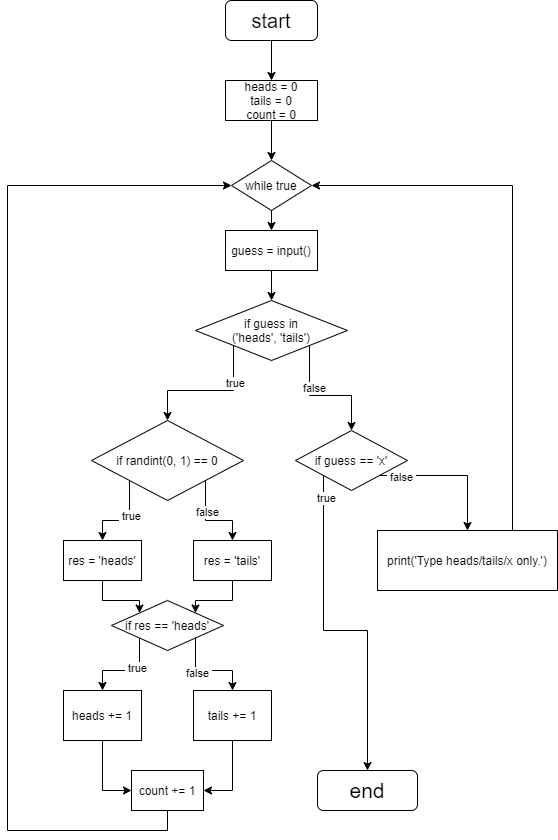 start
heads = 0
tails = 0
count = 0
while true
guess = input()
if guess in
('heads', 'tails')
true
false
if randint(0, 1) == 0
if guess == 'x'
true
false
true
false
res = 'heads'
res = 'tails'
print('Type heads/tails/x only.')
if res == 'heads'
true
false
heads += 1
tails += 1
count += 1
end